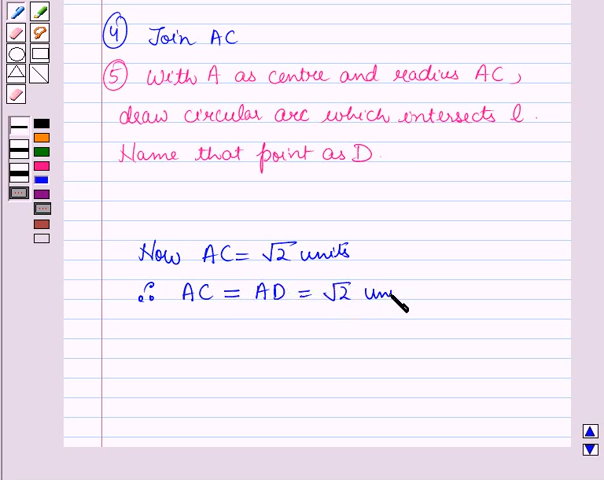 ④ Join AC
⑤ With A as centre and radius AC,
draw circular arc which intersects l.
Name that point as D.
Now AC = √2 units
∴ AC = AD = √2 un